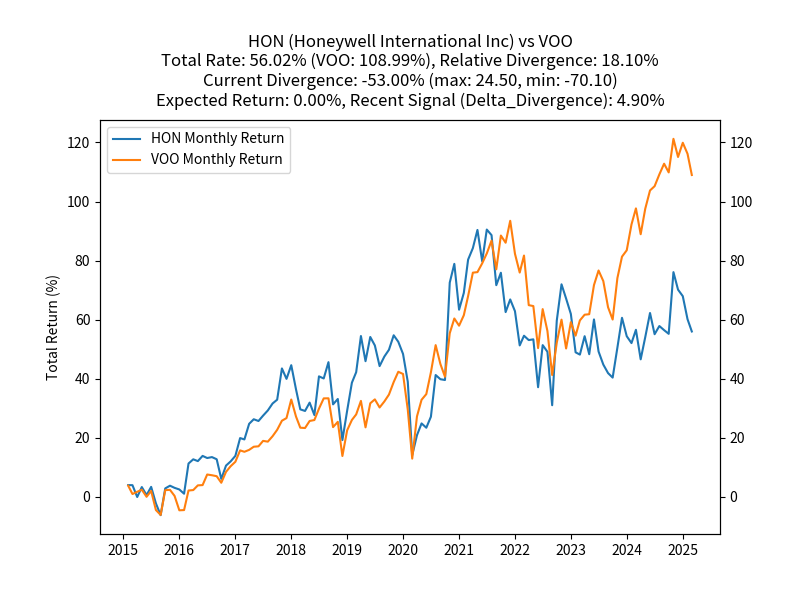 HON (Honeywell International Inc) vs VOO
Total Rate: 56.02% (VOO: 108.99%), Relative Divergence: 18.10%
Current Divergence: -53.00% (max: 24.50, min: -70.10)
Expected Return: 0.00%, Recent Signal (Delta_Divergence): 4.90%
HON Monthly Return
VOO Monthly Return
Total Return (%)
120 120
100 100
80 80
60 60
40 40
20 20
0 0
2015 2016 2017 2018 2019 2020 2021 2022 2023 2024 2025